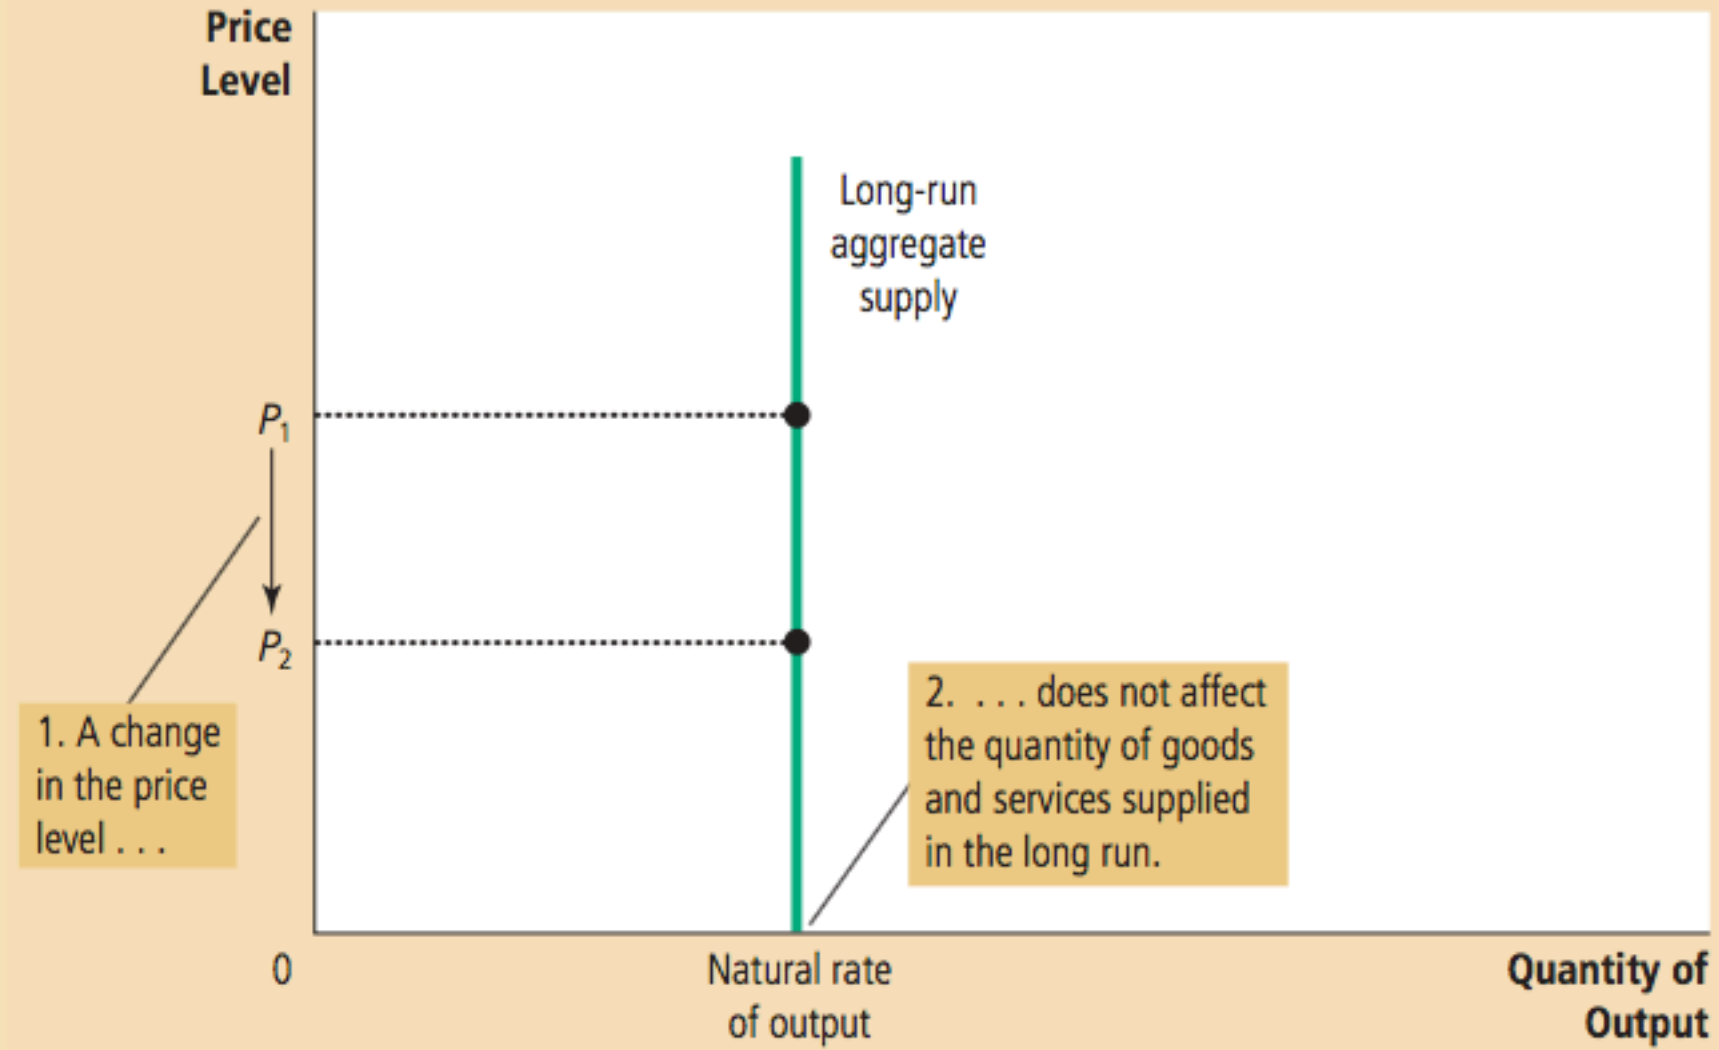 Price
Level
Long-run
aggregate
supply
P1
P2
1. A change
in the price
level . . .
2. . . . does not affect
the quantity of goods
and services supplied
in the long run.
0
Natural rate
of output
Quantity of
Output